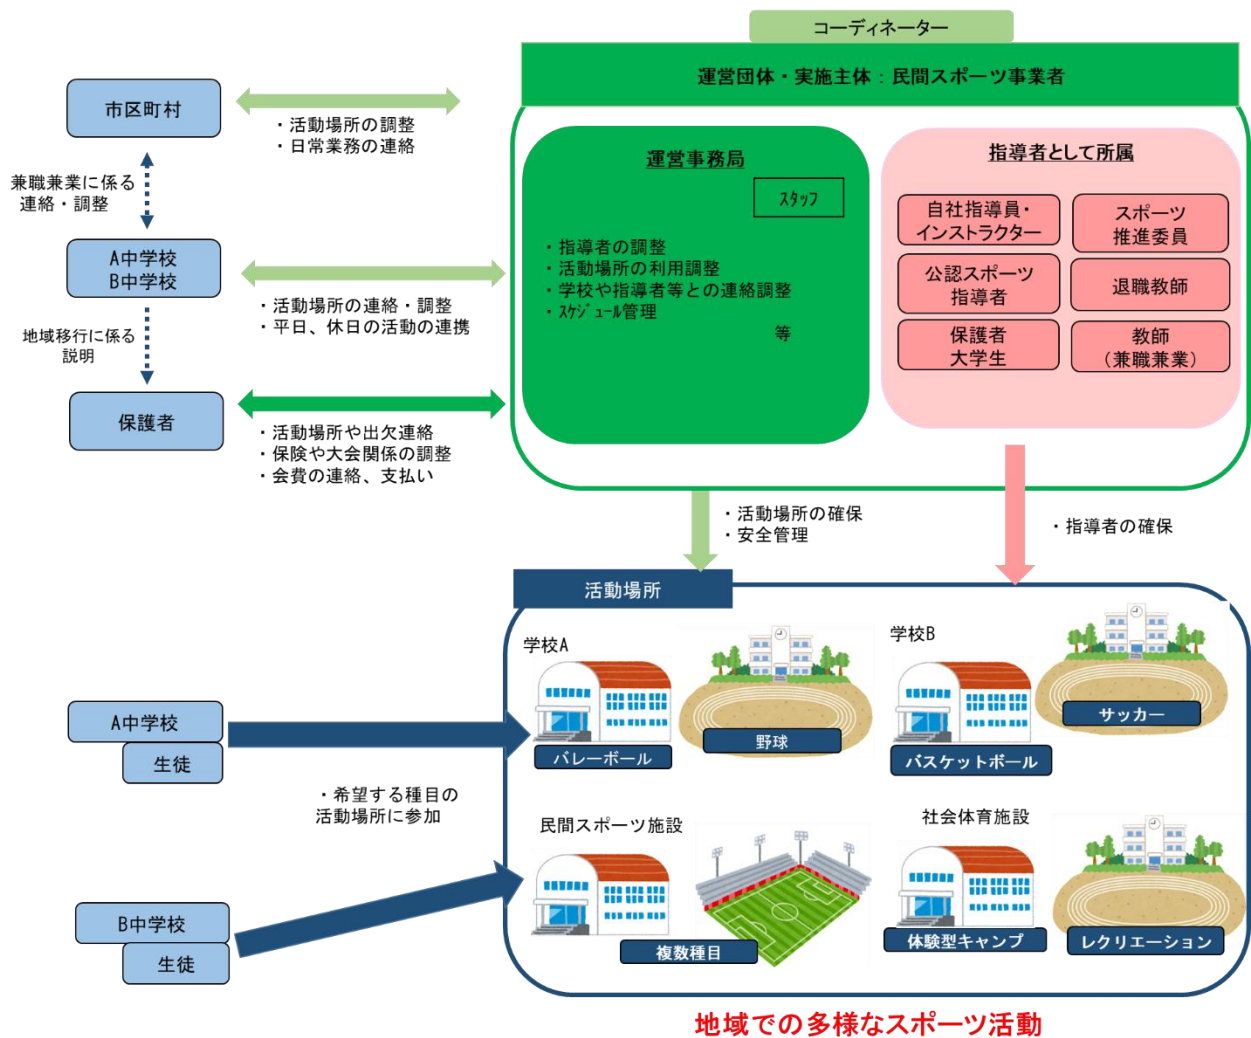 コーディネーター
運営団体・実施主体：民間スポーツ事業者
市区町村
・活動場所の調整
・日常業務の連絡
兼職兼業に係る
連絡・調整
A中学校
B中学校
・活動場所の連絡・調整
・平日、休日の活動の連携
地域移行に係る
説明
保護者
・活動場所や出欠連絡
・保険や大会関係の調整
・会費の連絡、支払い
運営事務局
ｽﾀｯﾌ
・指導者の調整
・活動場所の利用調整
・学校や指導者等との連絡調整
・ｽｹｼﾞｭｰﾙ管理
等
指導者として所属
自社指導員・
インストラクター
スポーツ
推進委員
公認スポーツ
指導者
退職教師
保護者
大学生
教師
（兼職兼業）
・活動場所の確保
・安全管理
・指導者の確保
活動場所
学校A
バレーボール
野球
学校B
バスケットボール
サッカー
A中学校
生徒
・希望する種目の
活動場所に参加
B中学校
生徒
民間スポーツ施設
複数種目
社会体育施設
体験型キャンプ
レクリエーション
地域での多様なスポーツ活動